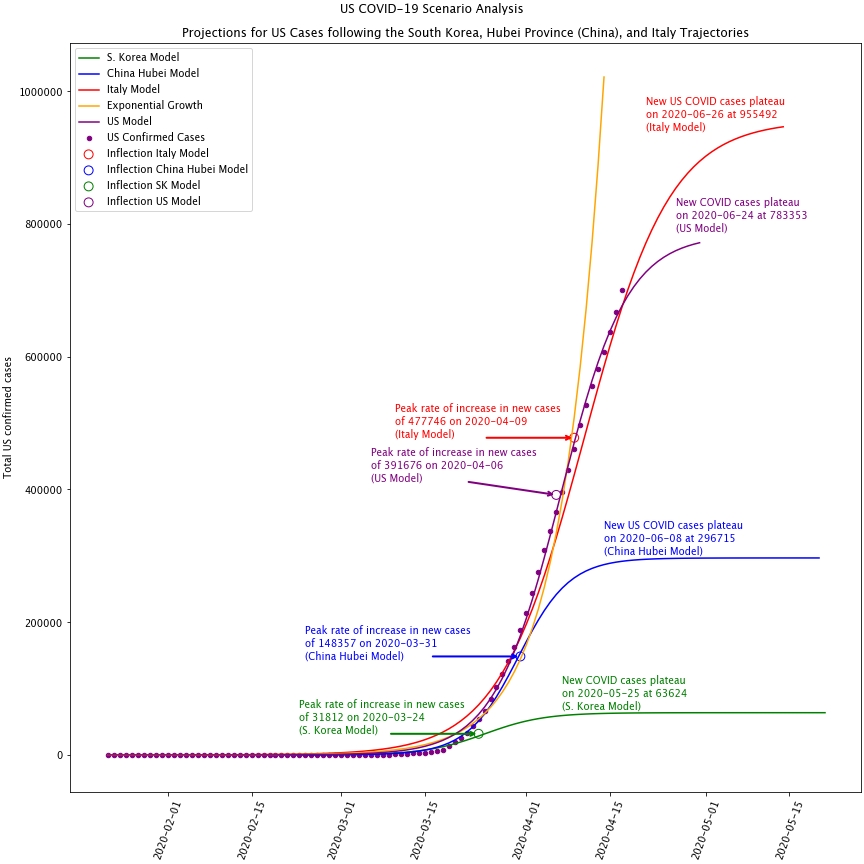 US COVID-19 Scenario Analysis
Projections for US Cases following the South Korea, Hubei Province (China), and Italy Trajectories
S. Korea Model
China Hubei Model
Italy Model
Exponential Growth
US Model
US Confirmed Cases
Inflection Italy Model
Inflection China Hubei Model
Inflection SK Model
Inflection US Model
New US COVID cases plateau
on 2020-06-26 at 955492
(Italy Model)
New COVID cases plateau
on 2020-06-24 at 783353
(US Model)
Peak rate of increase in new cases
of 477746 on 2020-04-09
(Italy Model)
Peak rate of increase in new cases
of 391676 on 2020-04-06
(US Model)
New US COVID cases plateau
on 2020-06-08 at 296715
(China Hubei Model)
Peak rate of increase in new cases
of 148357 on 2020-03-31
(China Hubei Model)
New COVID cases plateau
on 2020-05-25 at 63624
(S. Korea Model)
Peak rate of increase in new cases
of 31812 on 2020-03-24
(S. Korea Model)
Total US confirmed cases
1000000
800000
600000
400000
200000
0
2020-02-01
2020-02-15
2020-03-01
2020-03-15
2020-04-01
2020-04-15
2020-05-01
2020-05-15